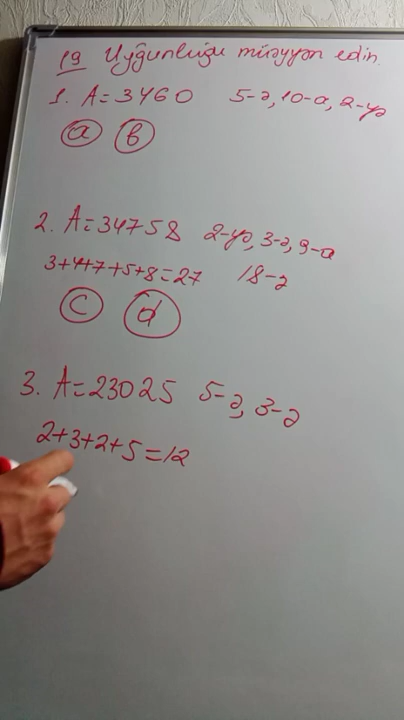 19 Uyğunluğu müəyyən edin.
1. A=3460 5-ə, 10-a, 2-yə
a b
2. A=34758 2-yə, 3-ə, 9-a
3+4+7+5+8=27 18-ə
c d
3. A=23025 5-ə, 3-ə
2+3+2+5=12